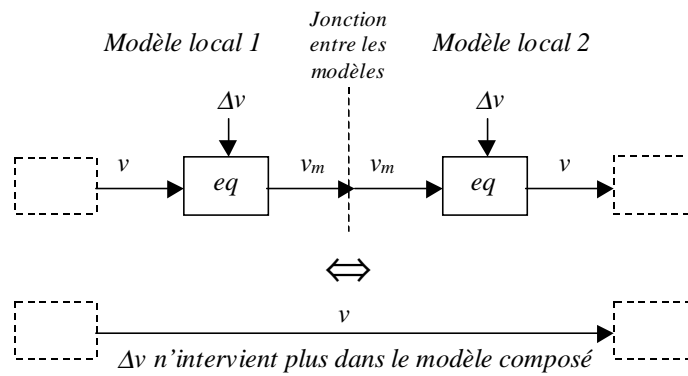 Modèle local 1
Jonction
entre les
modèles
Modèle local 2
Δv
Δv
v
eq
vₘ
vₘ
eq
v
⇔
v
Δv n'intervient plus dans le modèle composé